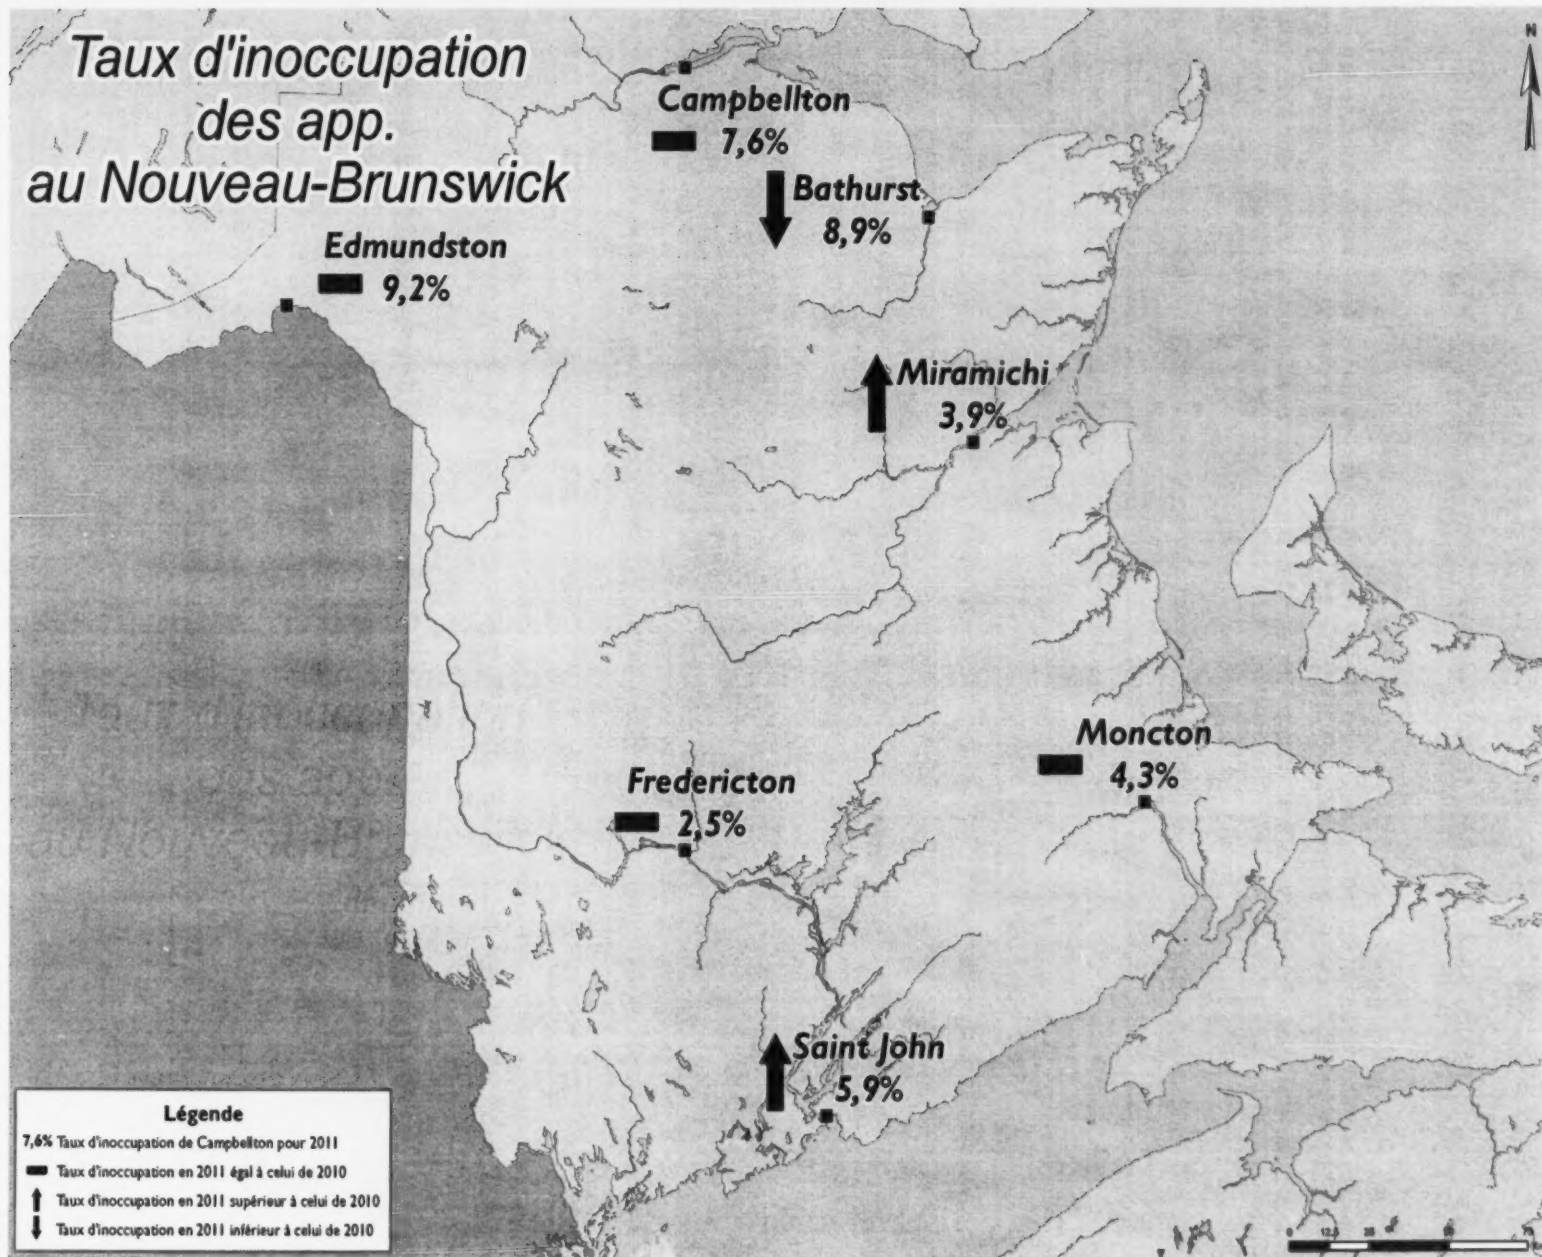 Taux d'inoccupation
des app.
au Nouveau-Brunswick
N
Campbellton
7,6%
Bathurst
8,9%
Edmundston
9,2%
Miramichi
3,9%
Moncton
4,3%
Fredericton
2,5%
Saint John
5,9%
Légende
7,6% Taux d'inoccupation de Campbellton pour 2011
Taux d'inoccupation en 2011 égal à celui de 2010
Taux d'inoccupation en 2011 supérieur à celui de 2010
Taux d'inoccupation en 2011 inférieur à celui de 2010